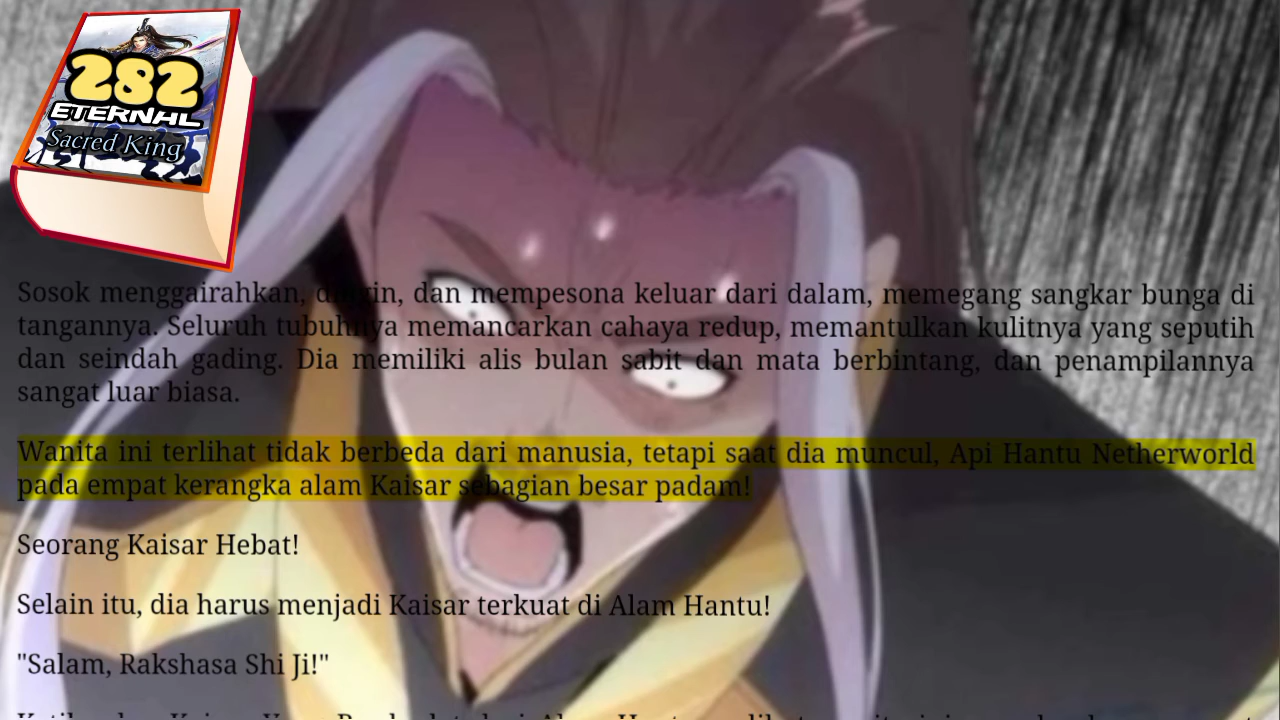 282
ETERNAL
Sacred King
Sosok menggairahkan, dingin, dan mempesona keluar dari dalam, memegang sangkar bunga di
tangannya. Seluruh tubuhnya memancarkan cahaya redup, memantulkan kulitnya yang seputih
dan seindah gading. Dia memiliki alis bulan sabit dan mata berbintang, dan penampilannya
sangat luar biasa.
Wanita ini terlihat tidak berbeda dari manusia, tetapi saat dia muncul, Api Hantu Netherworld
pada empat kerangka alam Kaisar sebagian besar padam!
Seorang Kaisar Hebat!
Selain itu, dia harus menjadi Kaisar terkuat di Alam Hantu!
"Salam, Rakshasa Shi Ji!"